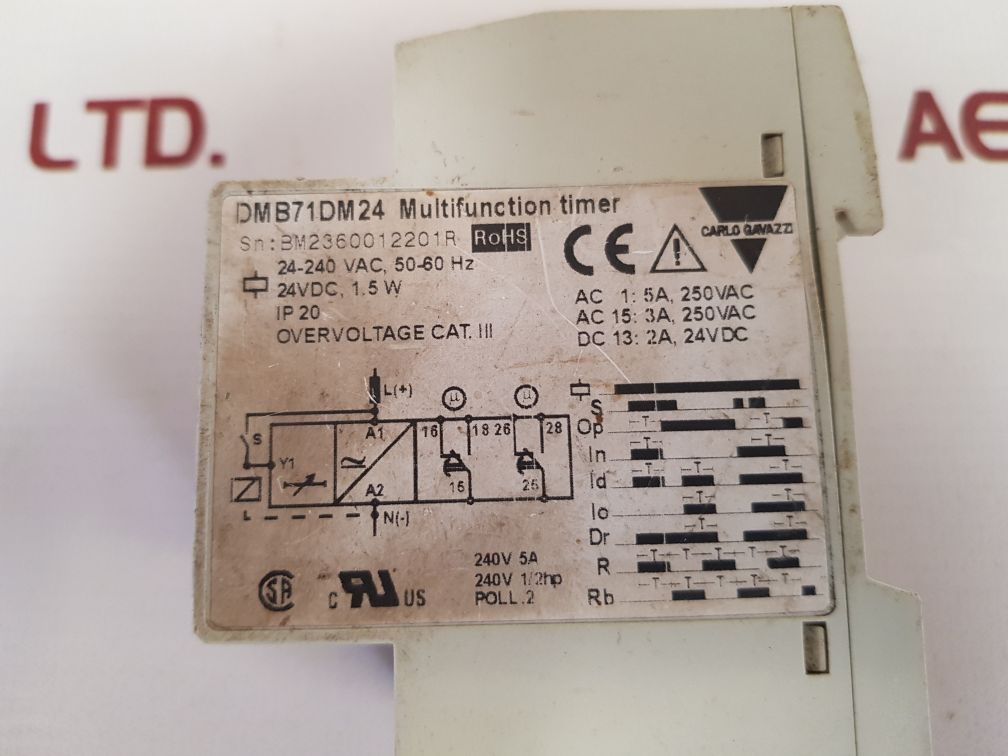 LTD.
AE
DMB71DM24 Multifunction timer
Sn: BM2360012201R RoHS
CE
CARLO GAVAZZI
24-240 VAC, 50-60 Hz
24VDC, 1.5 W
IP 20
OVERVOLTAGE CAT. III
AC 1: 5A, 250VAC
AC 15: 3A, 250VAC
DC 13: 2A, 24VDC
L(+)
µ µ
S A1 16 18 26 28
Y1
A2 15 25
L N(-)
S
Op T T
In T T
Id T T T
Io T T
Dr T T
R T T T T T
Rb T T T T T
240V 5A
240V 1/2hp
POLL.2
SA
C RU US